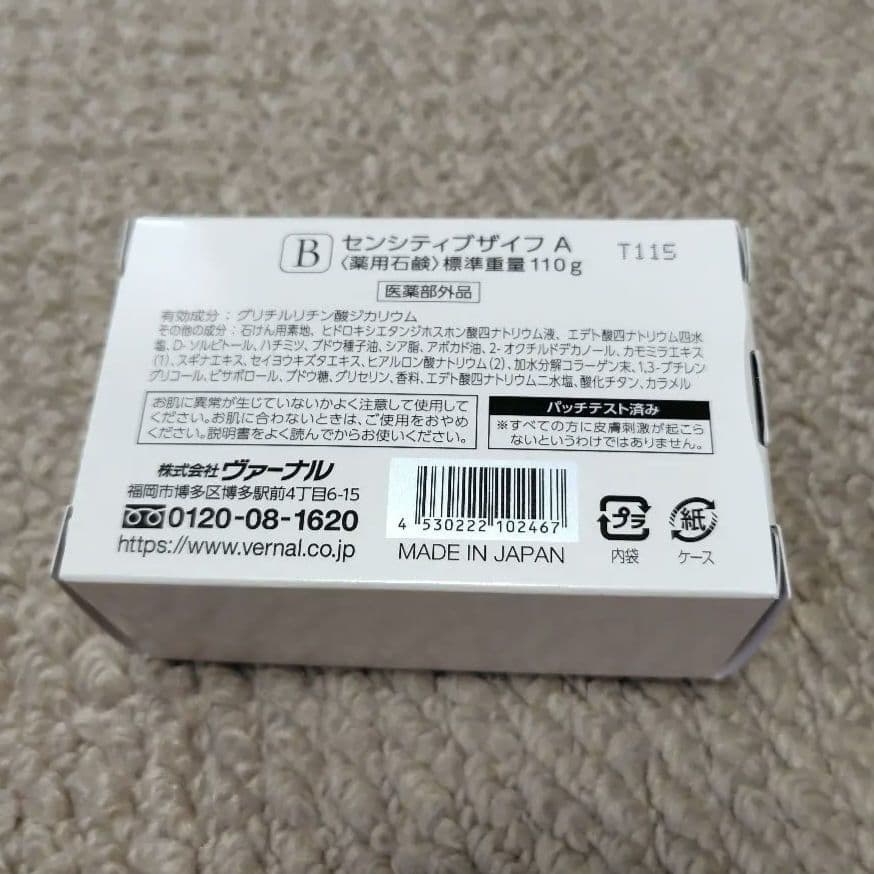 B センシティブザイフ A T115
〈薬用石鹸〉標準重量110g
医薬部外品
有効成分：グリチルリチン酸ジカリウム
その他の成分：石けん用素地、ヒドロキシエタンジホスホン酸四ナトリウム液、エデト酸四ナトリウム四水
塩、D-ソルビトール、ハチミツ、ブドウ種子油、シア脂、アボカド油、2-オクチルドデカノール、カモミラエキス
(1)、スギナエキス、セイヨウキズタエキス、ヒアルロン酸ナトリウム(2)、加水分解コラーゲン末、1,3-ブチレン
グリコール、ビサボロール、ブドウ糖、グリセリン、香料、エデト酸四ナトリウム二水塩、酸化チタン、カラメル
お肌に異常が生じていないかよく注意して使用して
ください。お肌に合わないときは、ご使用をおやめ
ください。説明書をよく読んでからお使いください。
パッチテスト済み
※すべての方に皮膚刺激が起こら
ないというわけではありません。
株式会社 ヴァーナル
福岡市博多区博多駅前4丁目6-15
0120-08-1620
https://www.vernal.co.jp
4 530222 102467
MADE IN JAPAN
プラ
内袋
紙
ケース